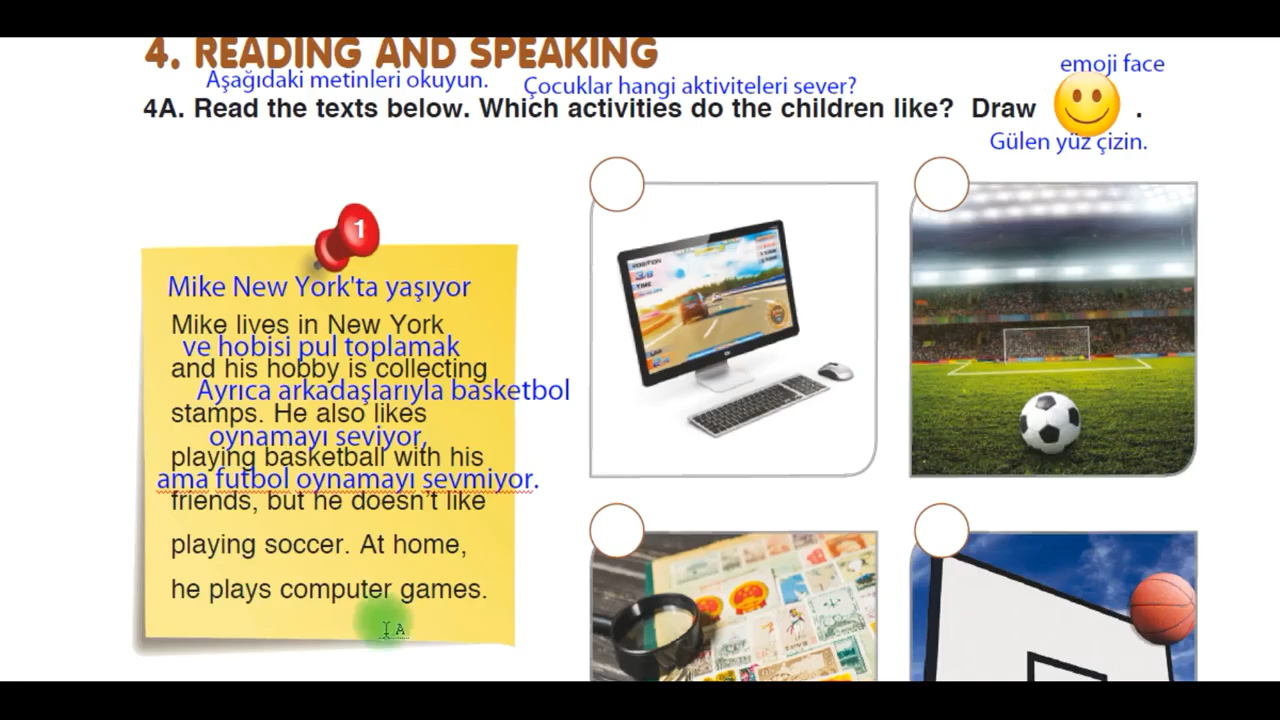 4. READING AND SPEAKING
emoji face
Aşağıdaki metinleri okuyun. Çocuklar hangi aktiviteleri sever?
4A. Read the texts below. Which activities do the children like? Draw .
Gülen yüz çizin.
1
Mike New York'ta yaşıyor
Mike lives in New York
ve hobisi pul toplamak
and his hobby is collecting
Ayrıca arkadaşlarıyla basketbol
stamps. He also likes
oynamayı seviyor,
playing basketball with his
ama futbol oynamayı sevmiyor.
friends, but he doesn't like
playing soccer. At home,
he plays computer games.
POSITION
3/8
TIME